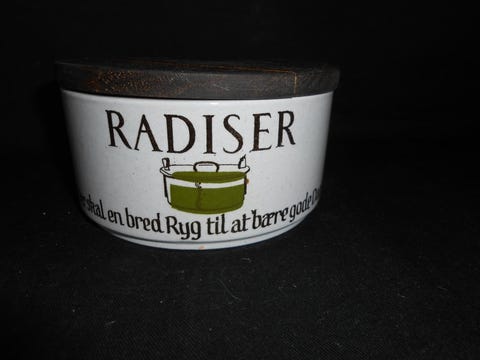 RADISER
skal en bred Ryg til at bære gode